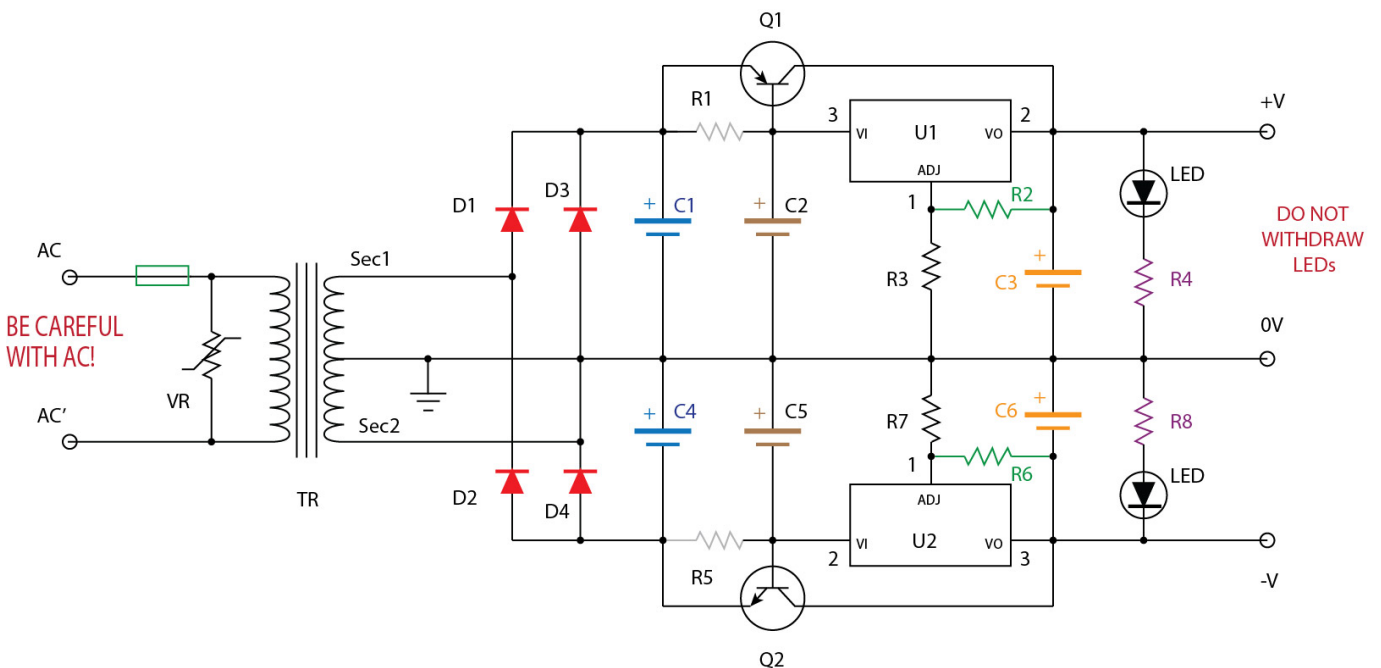 Q1
R1
3
VI
U1
VO
2
+V
ADJ
LED
D3
1
R2
D1
+ C1
+ C2
DO NOT
WITHDRAW
LEDs
AC
Sec1
R3
+
C3
R4
BE CAREFUL
WITH AC!
0V
VR
AC’
Sec2
+ C4
+ C5
R7
C6
+
R8
1
R6
TR
D2
D4
ADJ
LED
VI
U2
VO
2
3
R5
-V
Q2